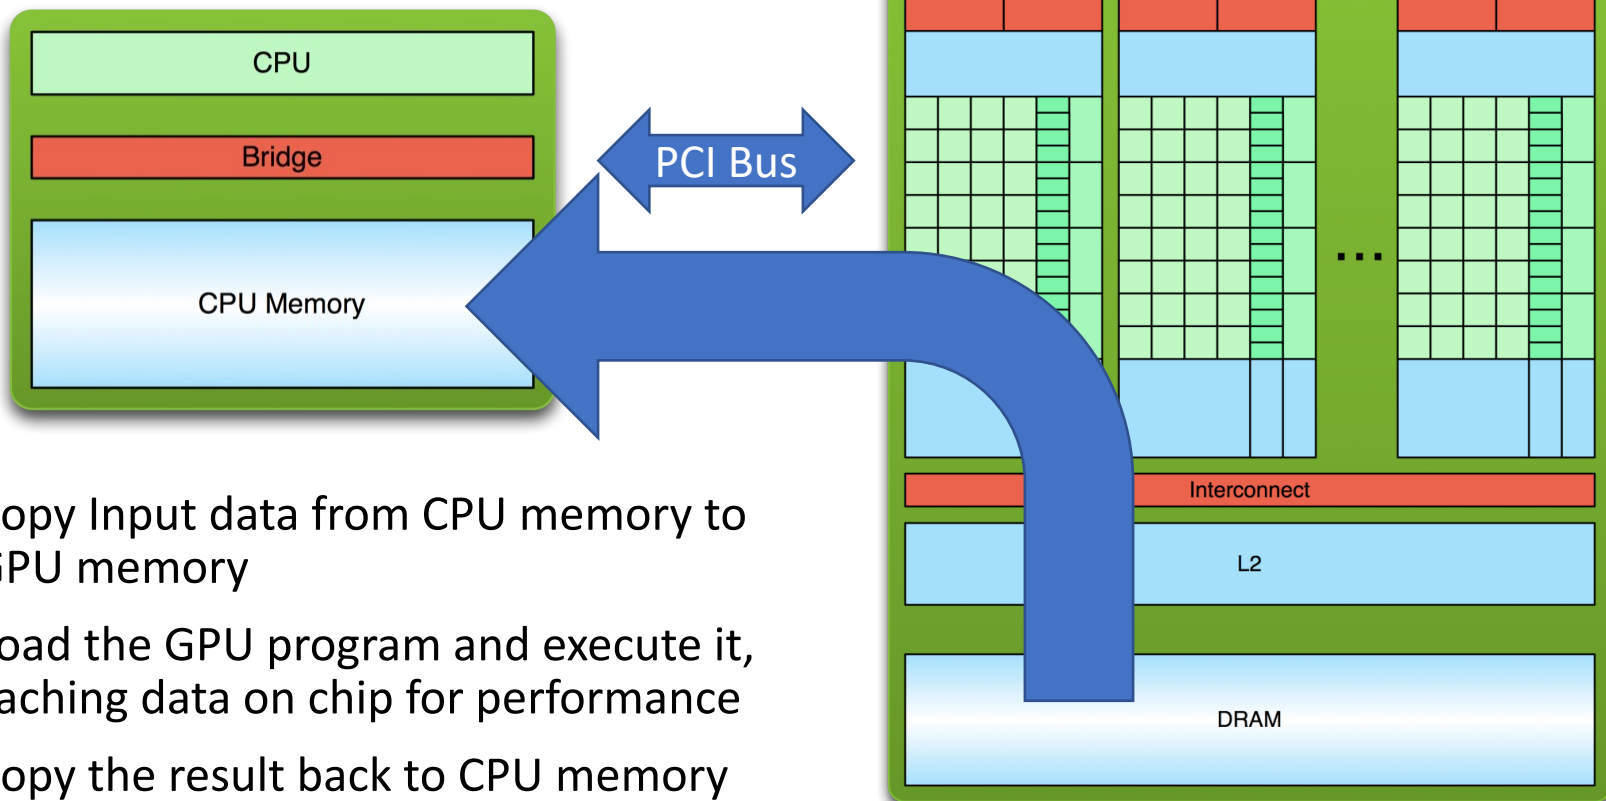 CPU
Bridge
PCI Bus
CPU Memory
...
Interconnect
L2
DRAM
opy Input data from CPU memory to
GPU memory
oad the GPU program and execute it,
aching data on chip for performance
opy the result back to CPU memory